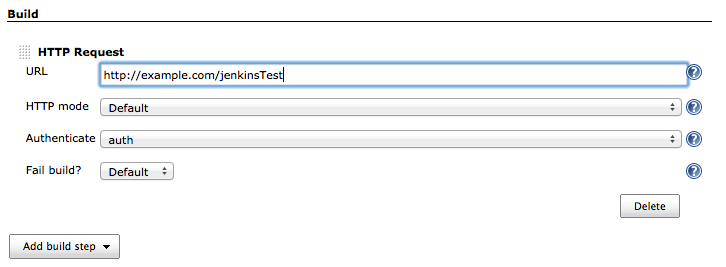 Build
HTTP Request
URL http://example.com/jenkinsTest ?
HTTP mode Default ?
Authenticate auth ?
Fail build? Default ?
Delete
Add build step